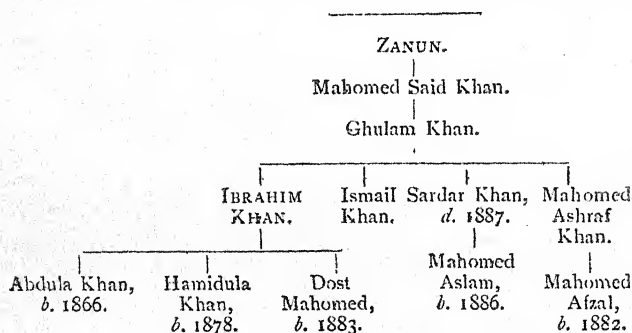 ZANUN.
Mahomed Said Khan.
Ghulam Khan.
IBRAHIM KHAN.
Ismail Khan.
Sardar Khan, d. 1887.
Mahomed Ashraf Khan.
Abdula Khan, b. 1866.
Hamidula Khan, b. 1878.
Dost Mahomed, b. 1883.
Mahomed Aslam, b. 1886.
Mahomed Afzal, b. 1882.